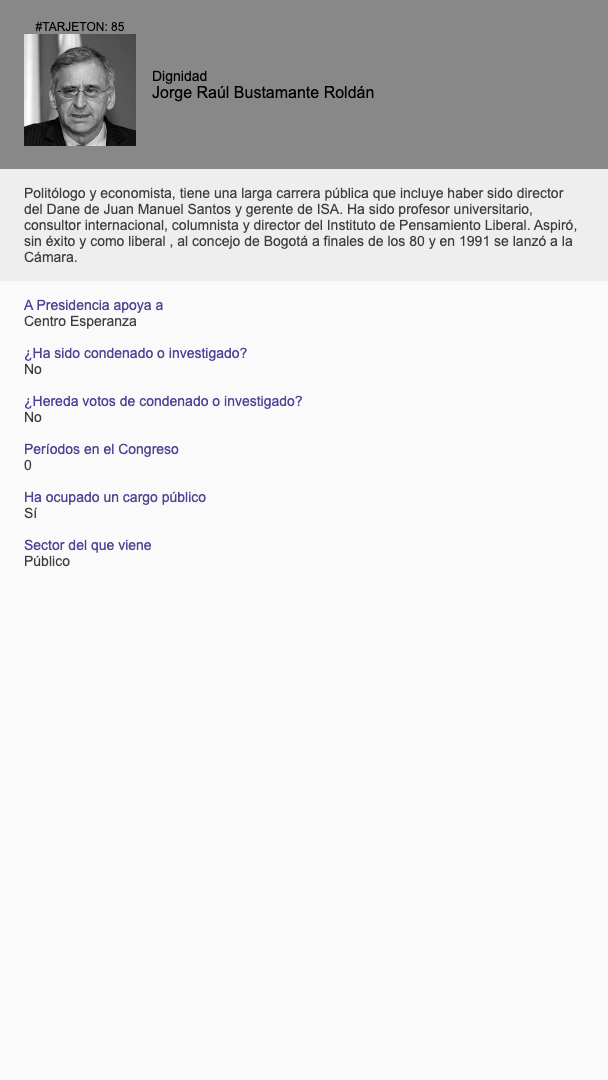 #TARJETON: 85
Dignidad
Jorge Raúl Bustamante Roldán
Politólogo y economista, tiene una larga carrera pública que incluye haber sido director
del Dane de Juan Manuel Santos y gerente de ISA. Ha sido profesor universitario,
consultor internacional, columnista y director del Instituto de Pensamiento Liberal. Aspiró,
sin éxito y como liberal , al concejo de Bogotá a finales de los 80 y en 1991 se lanzó a la
Cámara.
A Presidencia apoya a
Centro Esperanza
¿Ha sido condenado o investigado?
No
¿Hereda votos de condenado o investigado?
No
Períodos en el Congreso
0
Ha ocupado un cargo público
Sí
Sector del que viene
Público